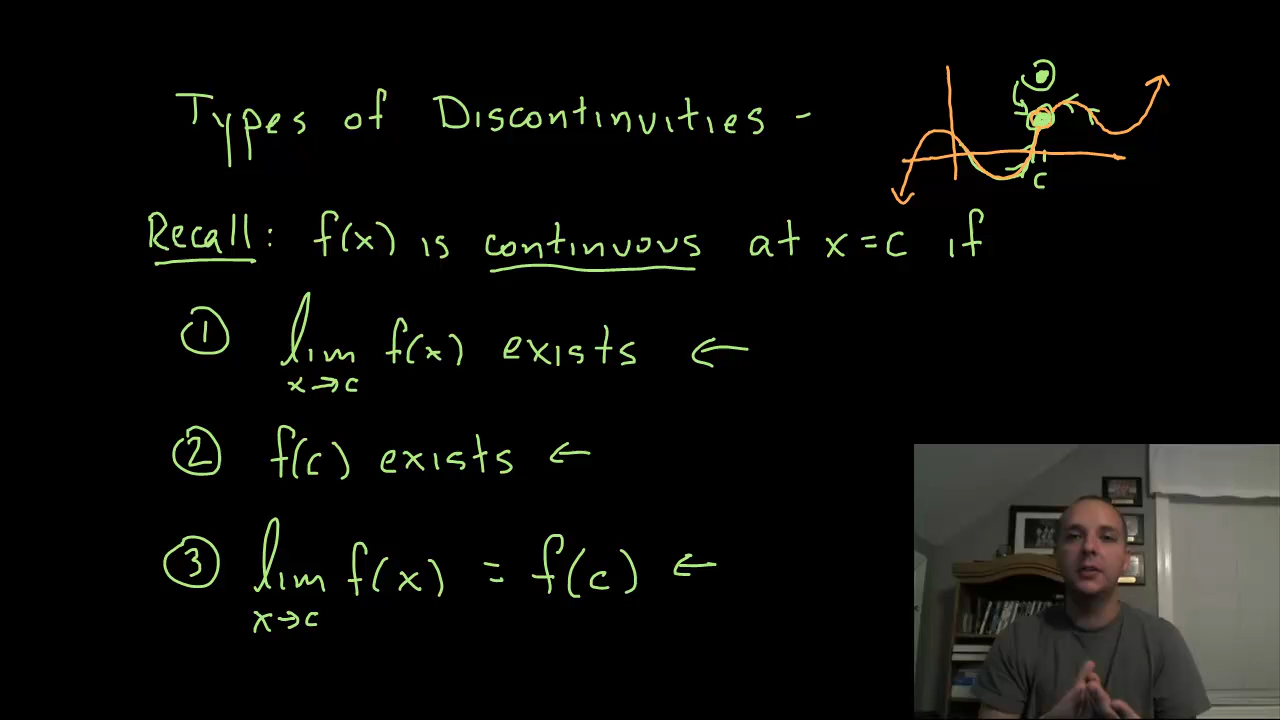 Types of Discontinuities -
c
Recall: f(x) is continuous at x=c if
① lim x→c f(x) exists ←
② f(c) exists ←
③ lim x→c f(x) = f(c) ←